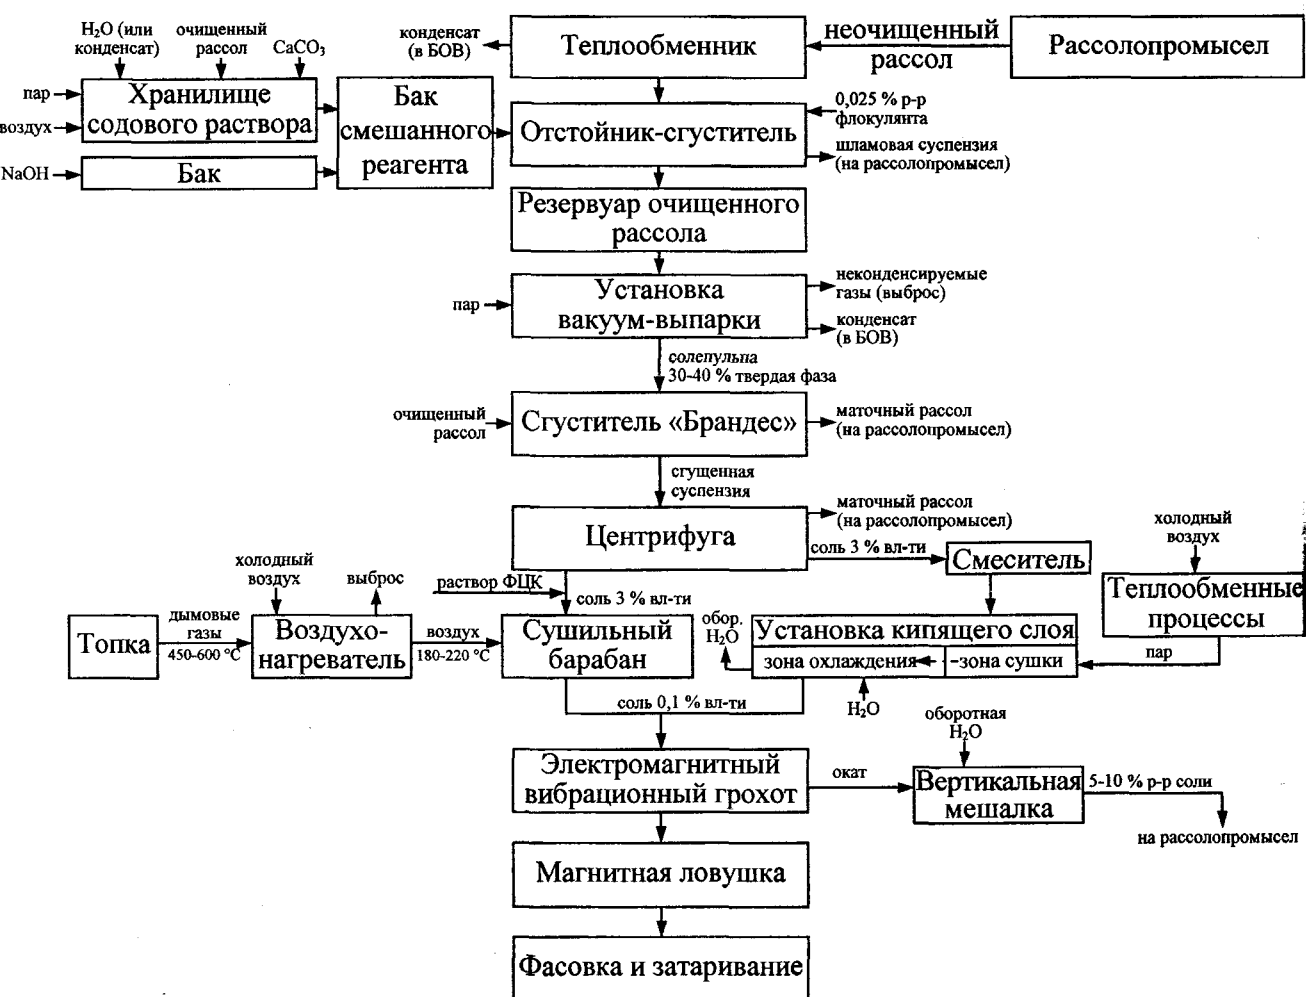 H₂O (или
конденсат)
очищенный
рассол
CaCO₃
пар
воздух
Хранилище
содового раствора
NaOH
Бак
Бак
смешанного
реагента
конденсат
(в БОВ)
Теплообменник
неочищенный
рассол
Рассолопромысел
Отстойник-сгуститель
0,025 % р-р
флокулянта
шламовая суспензия
(на рассолопромысел)
Резервуар очищенного
рассола
пар
Установка
вакуум-выпарки
неконденсируемые
газы (выброс)
конденсат
(в БОВ)
солепульпа
30-40 % твердая фаза
очищенный
рассол
Сгуститель «Брандес»
маточный рассол
(на рассолопромысел)
сгущенная
суспензия
Центрифуга
маточный рассол
(на рассолопромысел)
соль 3 % вл-ти
Смеситель
холодный
воздух
Теплообменные
процессы
пар
холодный
воздух
выброс
раствор ФЦК
соль 3 % вл-ти
Топка
дымовые
газы
450-600 °С
Воздухо-
нагреватель
воздух
180-220 °С
Сушильный
барабан
обор.
H₂O
Установка кипящего слоя
зона охлаждения
зона сушки
H₂O
соль 0,1 % вл-ти
оборотная
H₂O
Электромагнитный
вибрационный грохот
окат
Вертикальная
мешалка
5-10 % р-р соли
на рассолопромысел
Магнитная ловушка
Фасовка и затаривание